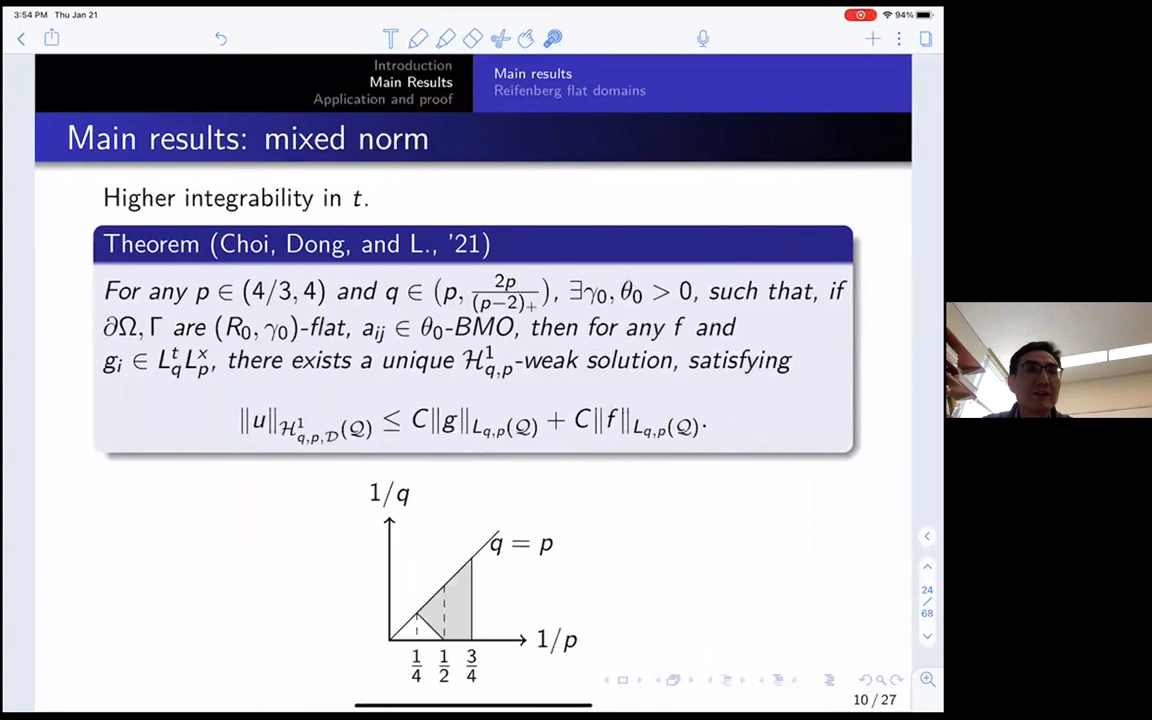 3:54 PM Thu Jan 21
94%
Introduction
Main Results
Application and proof
Main results
Reifenberg flat domains
Main results: mixed norm
Higher integrability in t.
Theorem (Choi, Dong, and L., '21)
For any p ∈ (4/3, 4) and q ∈ (p, 2p/(p−2)₊), ∃γ₀, θ₀ > 0, such that, if
∂Ω, Γ are (R₀, γ₀)-flat, a_{ij} ∈ θ₀-BMO, then for any f and
g_i ∈ L_q^t L_p^x, there exists a unique ℋ¹_{q,p}-weak solution, satisfying
‖u‖_{ℋ¹_{q,p,𝒟}(𝒬)} ≤ C‖g‖_{L_{q,p}(𝒬)} + C‖f‖_{L_{q,p}(𝒬)}.
1/q
q = p
1/p
1/4 1/2 3/4
24
/
68
10 / 27